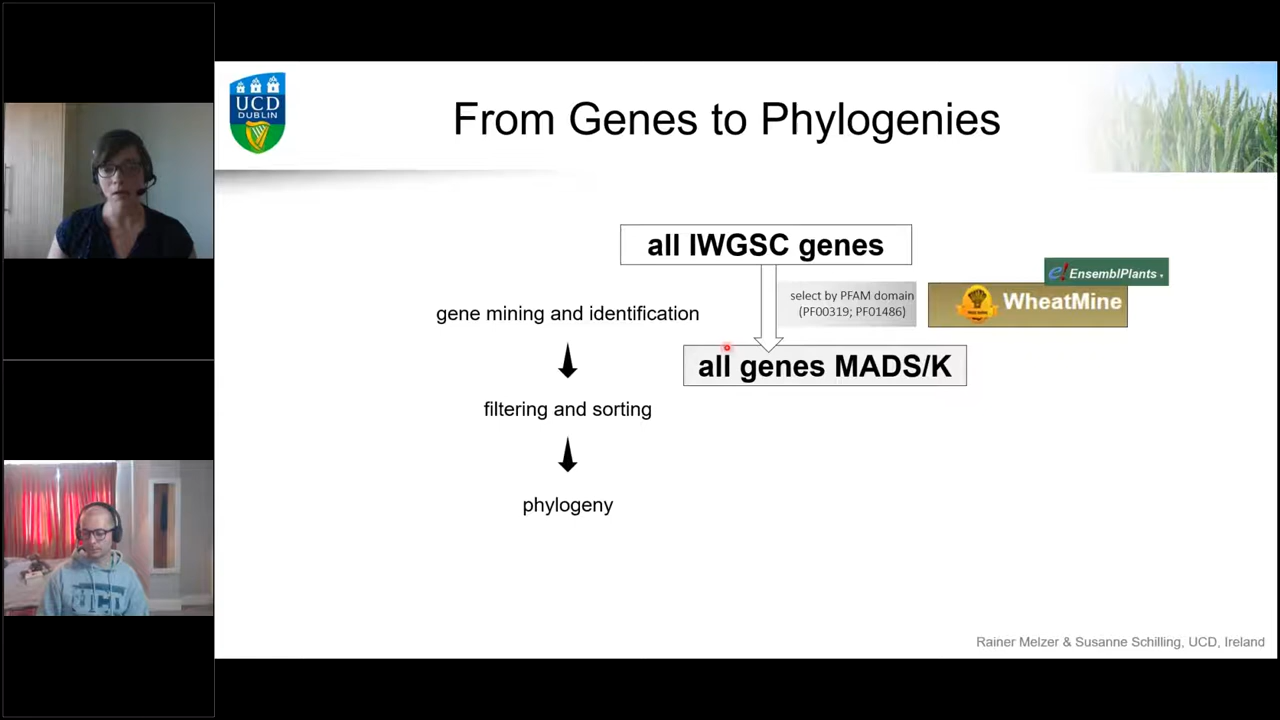 UCD
DUBLIN
From Genes to Phylogenies
all IWGSC genes
e! EnsemblPlants
select by PFAM domain
(PF00319; PF01486)
WheatMine
gene mining and identification
all genes MADS/K
filtering and sorting
phylogeny
UCD
Rainer Melzer & Susanne Schilling, UCD, Ireland